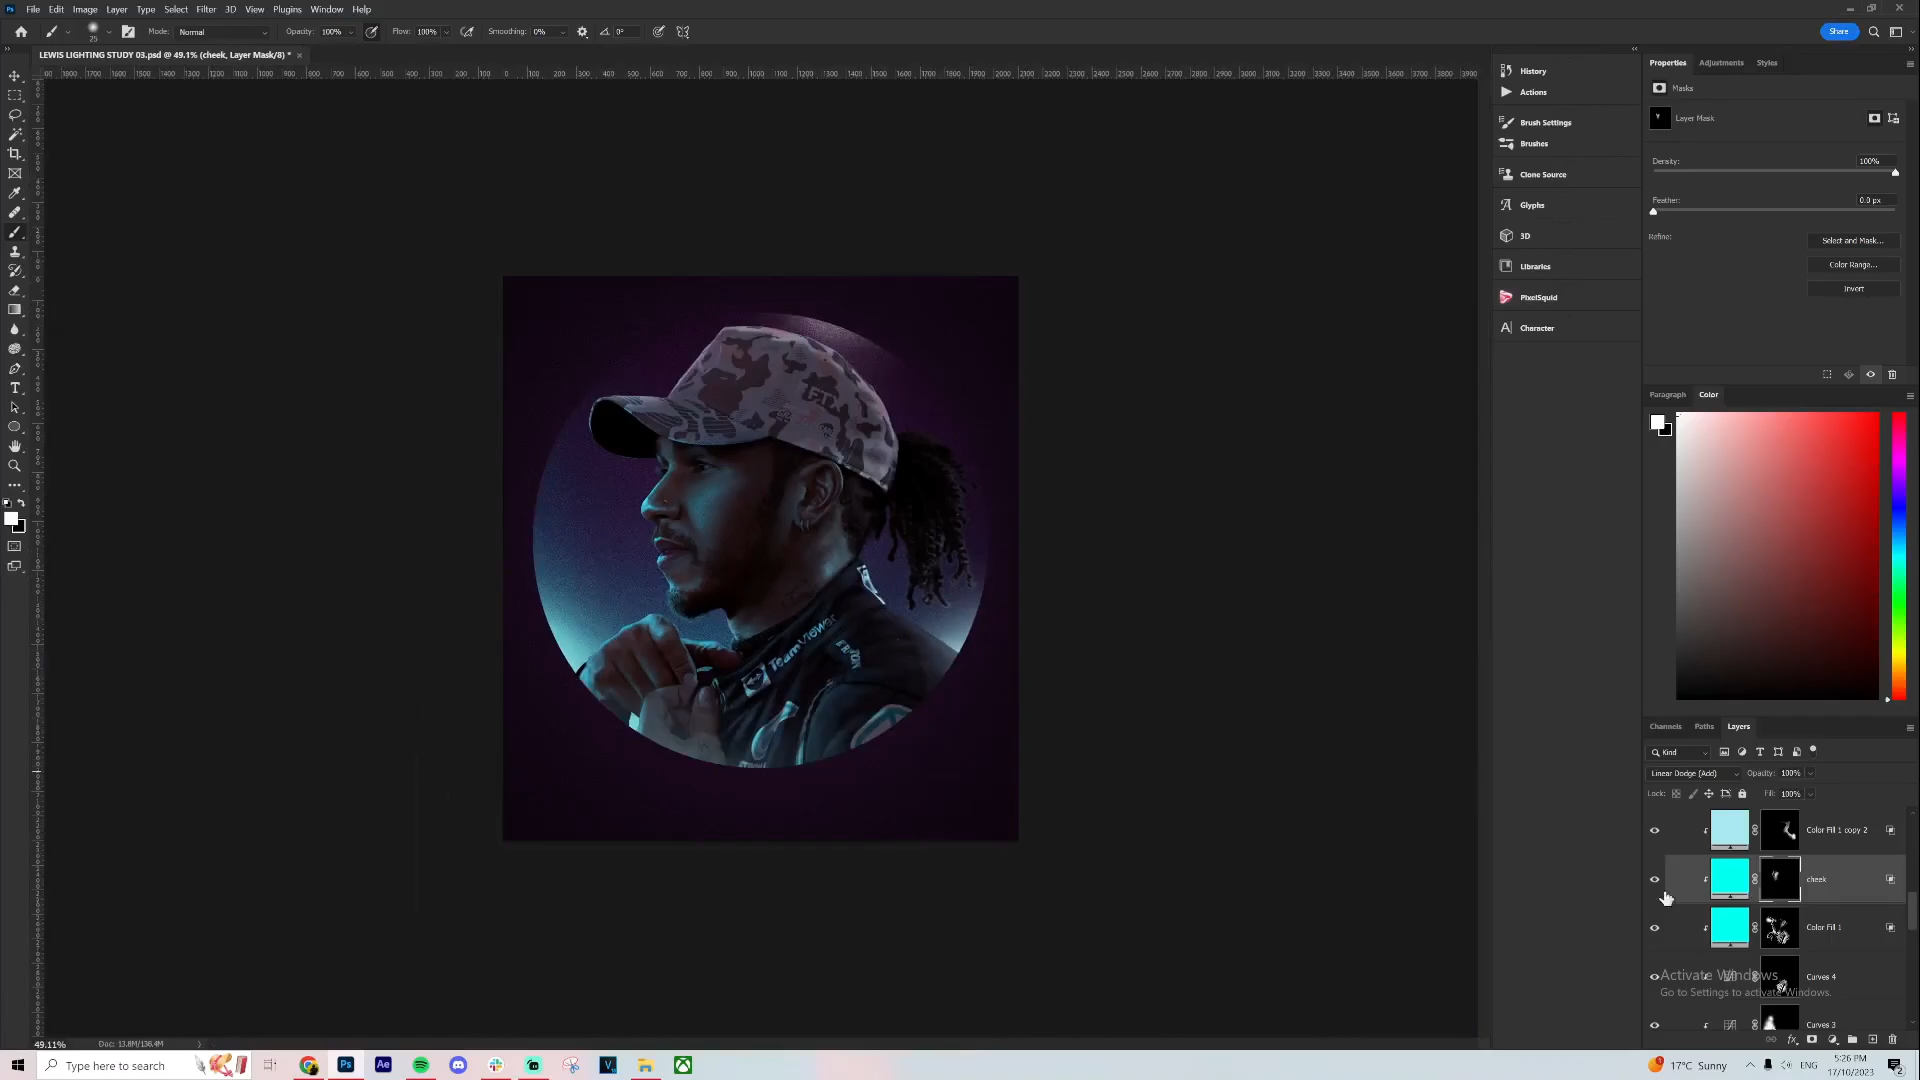 File Edit Image Layer Type Select Filter 3D View Plugins Window Help
25 Mode: Normal Opacity: 100% Flow: 100% Smoothing: 0% 0° Share
LEWIS LIGHTING STUDY 03.psd @ 49.1% (cheek, Layer Mask/8) * ×
History
Actions
Brush Settings
Brushes
Clone Source
Glyphs
3D
Libraries
PixelSquid
Character
Properties Adjustments Styles
Masks
Layer Mask
Density: 100%
Feather: 0.0 px
Refine: Select and Mask...
Color Range...
Invert
Paragraph Color
Channels Paths Layers
Kind
Linear Dodge (Add) Opacity: 100%
Lock: Fill: 100%
Color Fill 1 copy 2
cheek
Color Fill 1
Curves 4
Curves 3
Activate Windows
Go to Settings to activate Windows.
TeamViewer
49.11% Doc: 13.8M/136.4M
Type here to search
17°C Sunny ENG 5:26 PM
17/10/2023